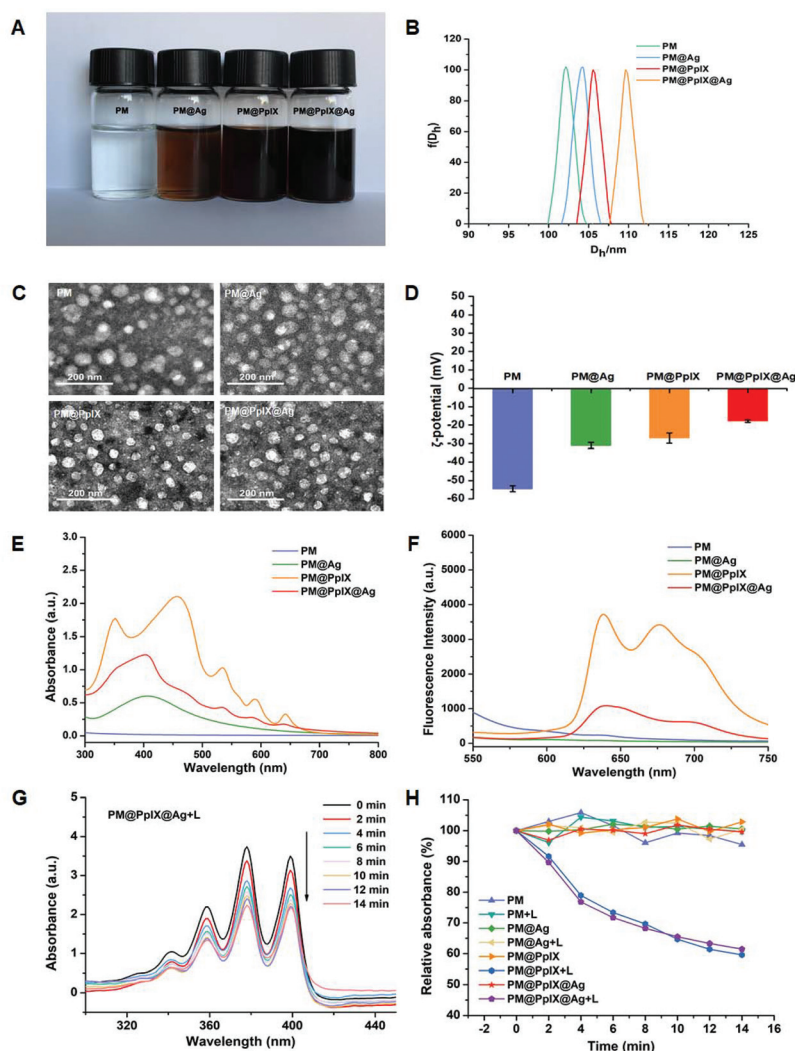 A
PM
PM@Ag
PM@PpIX
PM@PpIX@Ag
B
PM
PM@Ag
PM@PpIX
PM@PpIX@Ag
f(Dh)
120
100
80
60
40
20
0
90 95 100 105 110 115 120 125
Dh/nm
C
PM
200 nm
PM@Ag
200 nm
PM@PpIX
200 nm
PM@PpIX@Ag
200 nm
D
ζ-potential (mV)
50
40
30
20
10
0
-10
-20
-30
-40
-50
-60
PM PM@Ag PM@PpIX PM@PpIX@Ag
E
Absorbance (a.u.)
3.0
2.5
2.0
1.5
1.0
0.5
0.0
PM
PM@Ag
PM@PpIX
PM@PpIX@Ag
300 400 500 600 700 800
Wavelength (nm)
F
Fluorescence Intensity (a.u.)
6000
5000
4000
3000
2000
1000
0
PM
PM@Ag
PM@PpIX
PM@PpIX@Ag
550 600 650 700 750
Wavelength (nm)
G
PM@PpIX@Ag+L
Absorbance (a.u.)
5
4
3
2
1
0
0 min
2 min
4 min
6 min
8 min
10 min
12 min
14 min
320 360 400 440
Wavelength (nm)
H
Relative absorbance (%)
110
105
100
95
90
85
80
75
70
65
60
55
50
45
40
PM
PM+L
PM@Ag
PM@Ag+L
PM@PpIX
PM@PpIX+L
PM@PpIX@Ag
PM@PpIX@Ag+L
-2 0 2 4 6 8 10 12 14 16
Time (min)